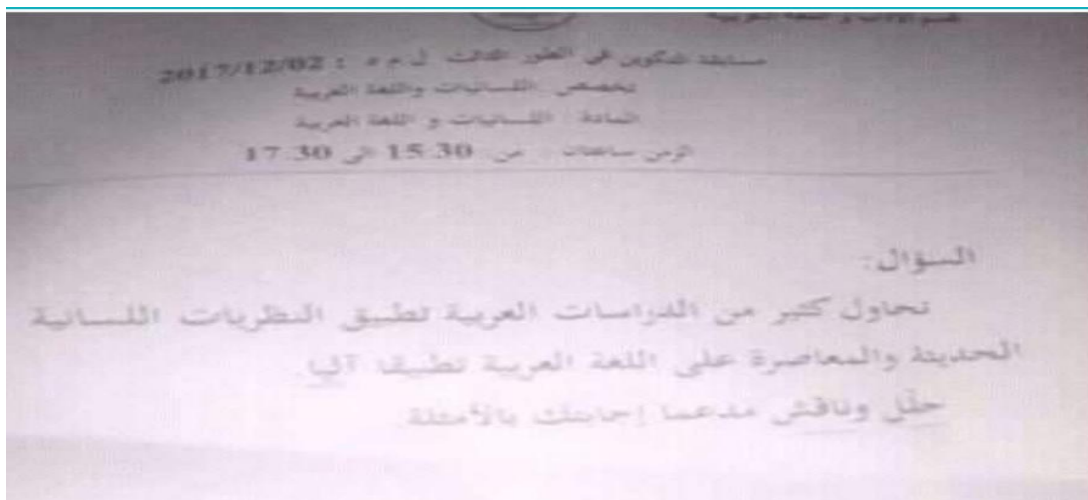 قسم الآداب و اللغة العربية
مسابقة التكوين في الطور الثالث ل م د : 2017/12/02
تخصص اللسانيات واللغة العربية
المادة : اللسانيات و اللغة العربية
الزمن ساعتان : من 15.30 الى 17.30
السؤال:
تحاول كثير من الدراسات العربية تطبيق النظريات اللسانية
الحديثة والمعاصرة على اللغة العربية تطبيقا آليا.
حلّل وناقش مدعما إجابتك بالأمثلة.